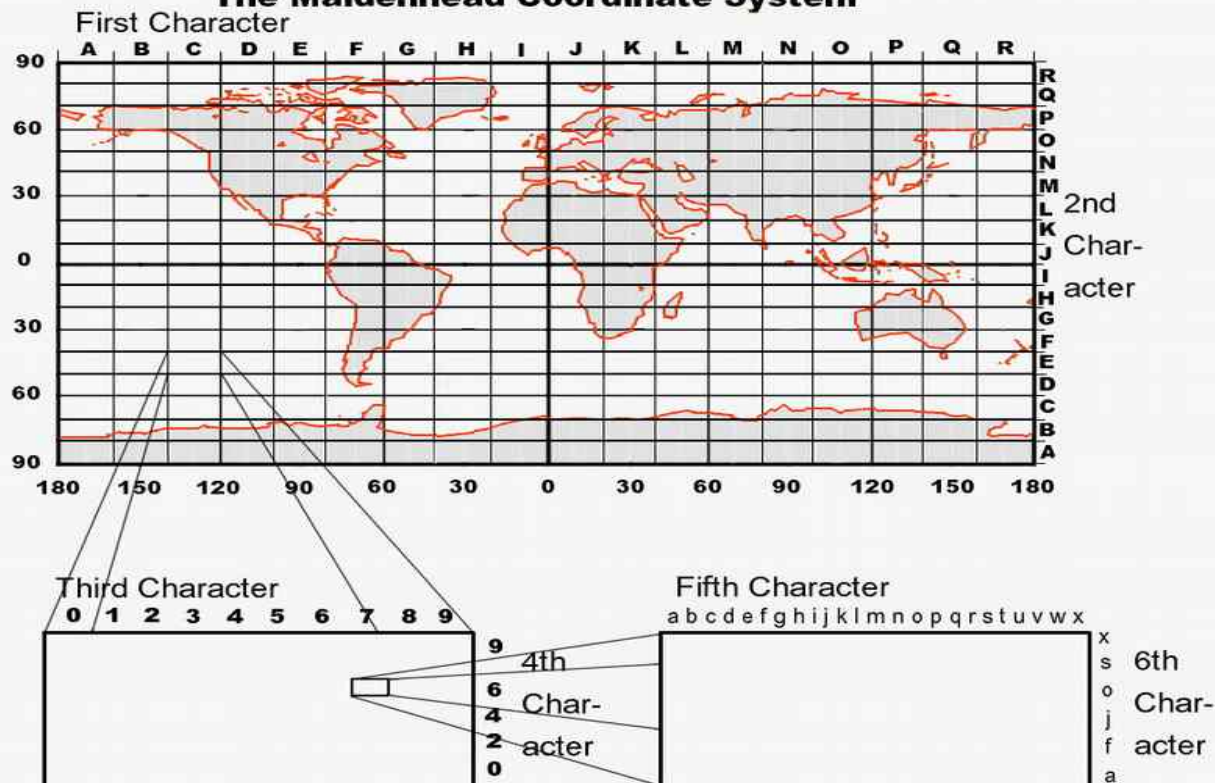 The Maidenhead Coordinate System
First Character
A B C D E F G H I J K L M N O P Q R
90
60
30
0
30
60
90
R
Q
P
O
N
M
L
K
J
I
H
G
F
E
D
C
B
A
2nd
Char-
acter
180 150 120 90 60 30 0 30 60 90 120 150 180
Third Character
0 1 2 3 4 5 6 7 8 9
9
6
4
2
0
4th
Char-
acter
Fifth Character
a b c d e f g h i j k l m n o p q r s t u v w x
x
s
o
j
f
a
6th
Char-
acter